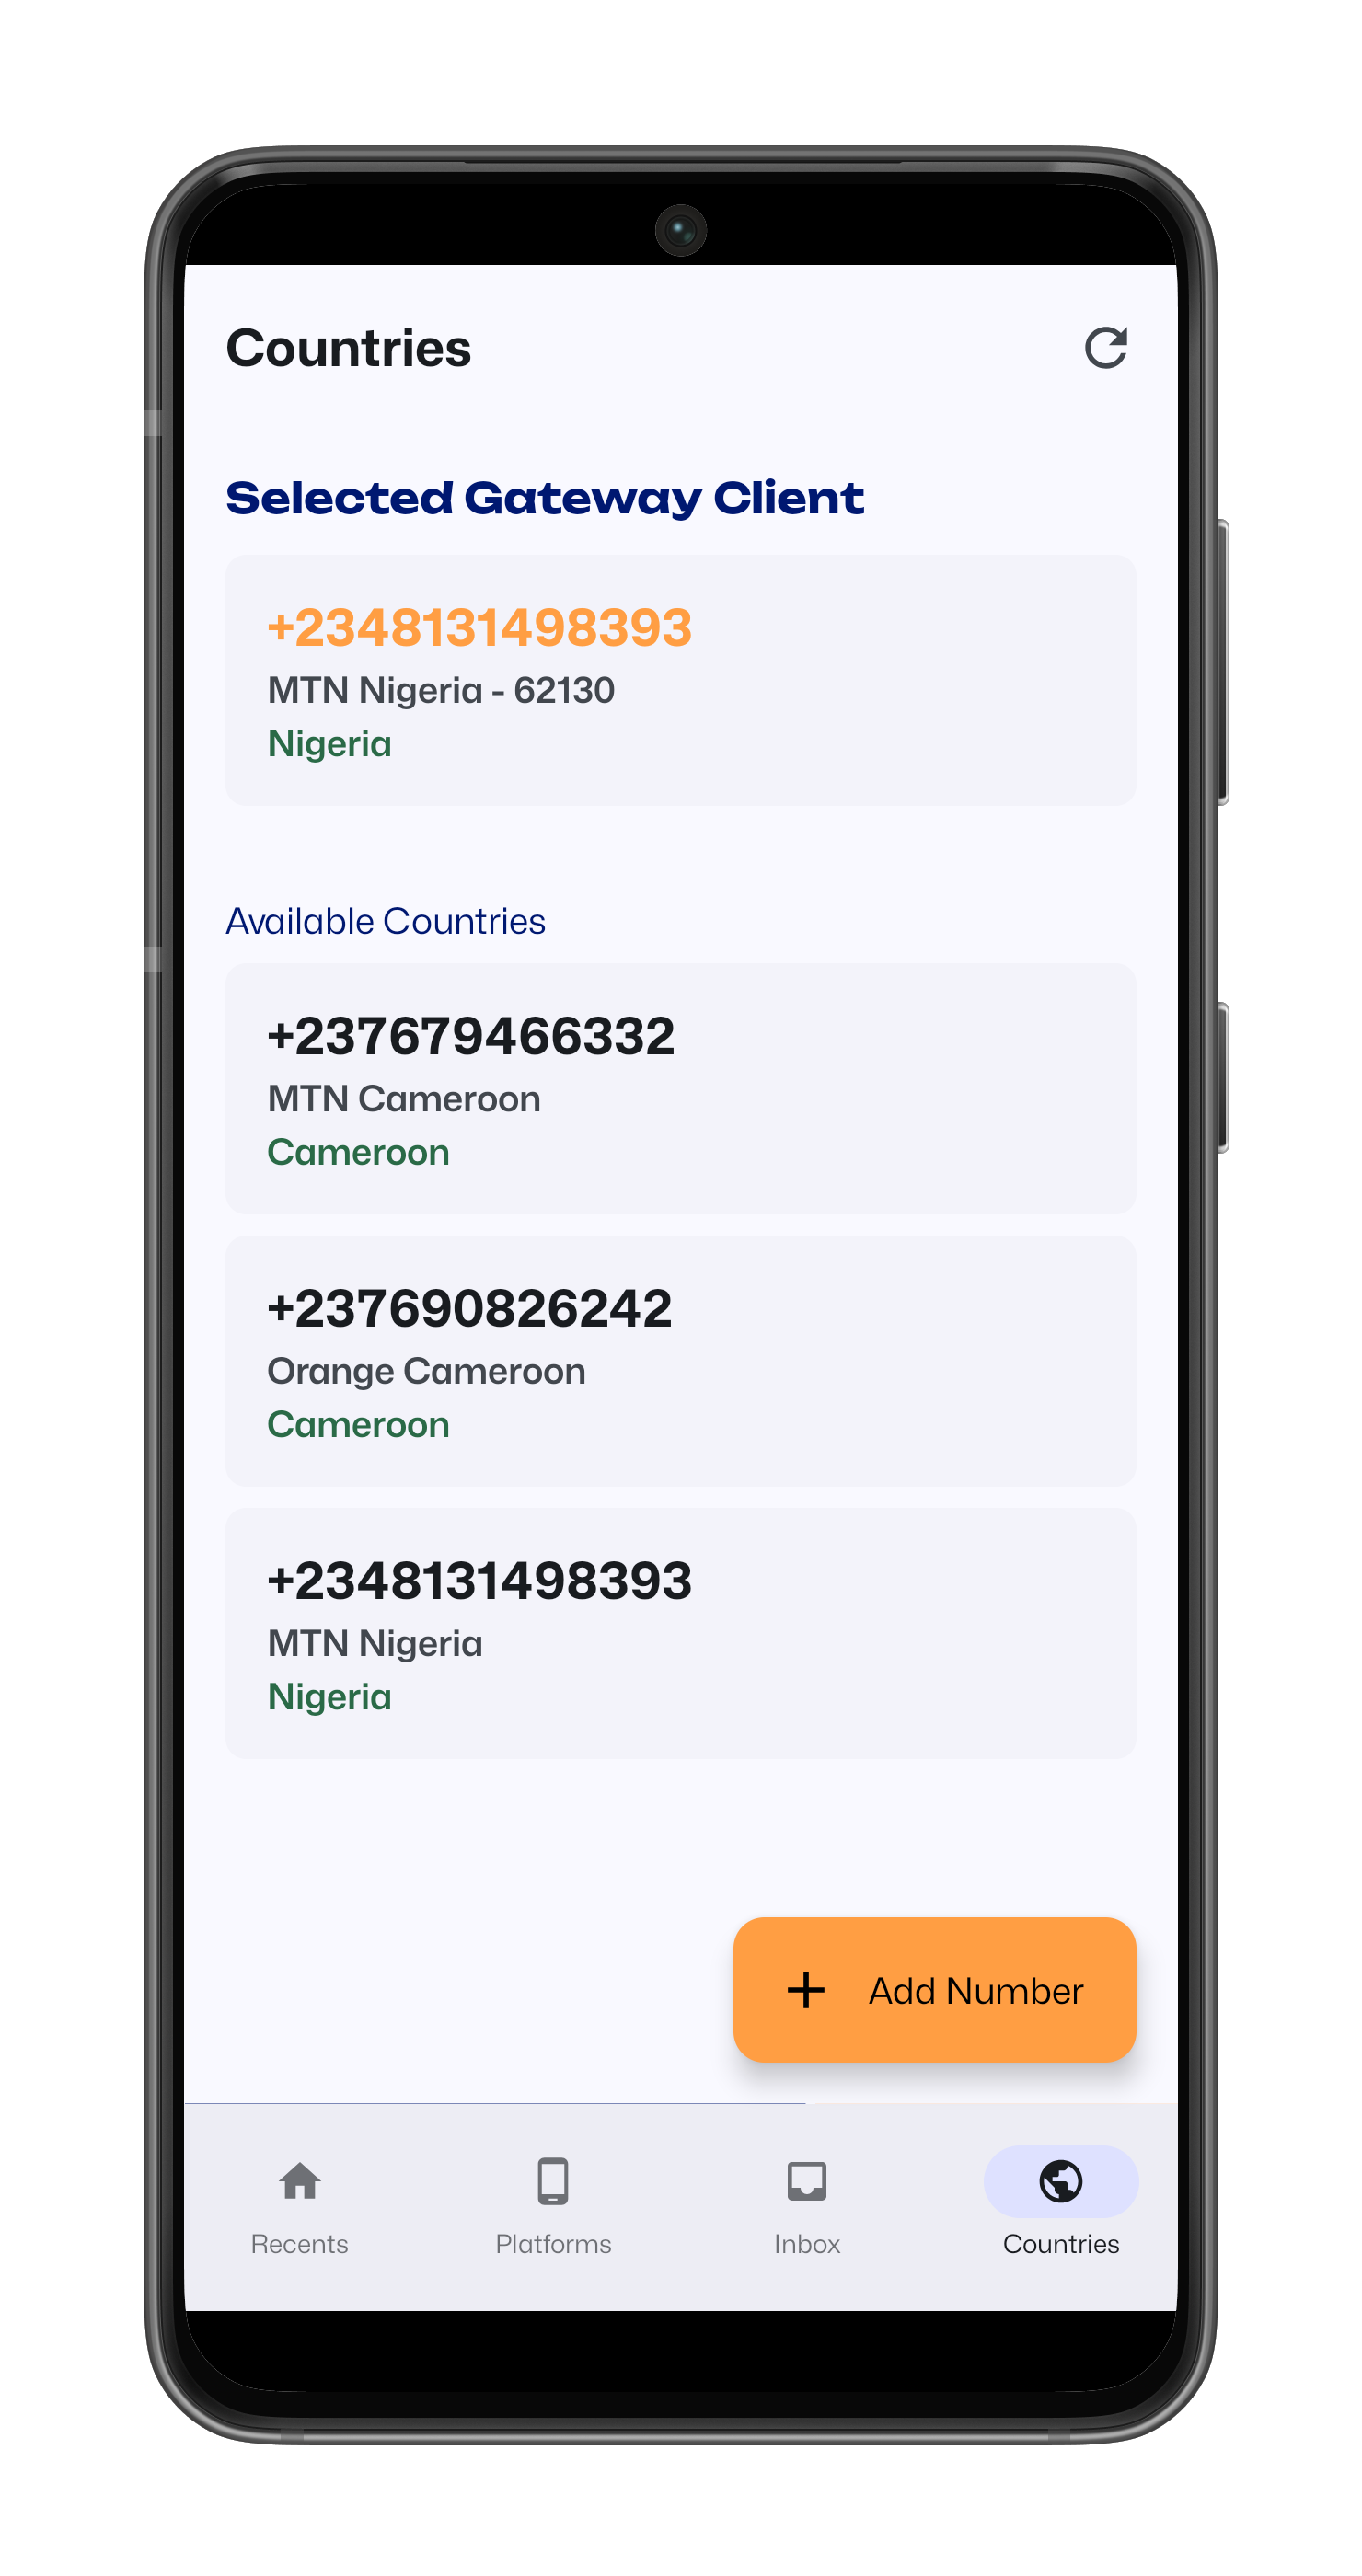 Countries
Selected Gateway Client
+2348131498393
MTN Nigeria - 62130
Nigeria
Available Countries
+237679466332
MTN Cameroon
Cameroon
+237690826242
Orange Cameroon
Cameroon
+2348131498393
MTN Nigeria
Nigeria
Add Number
Recents
Platforms
Inbox
Countries